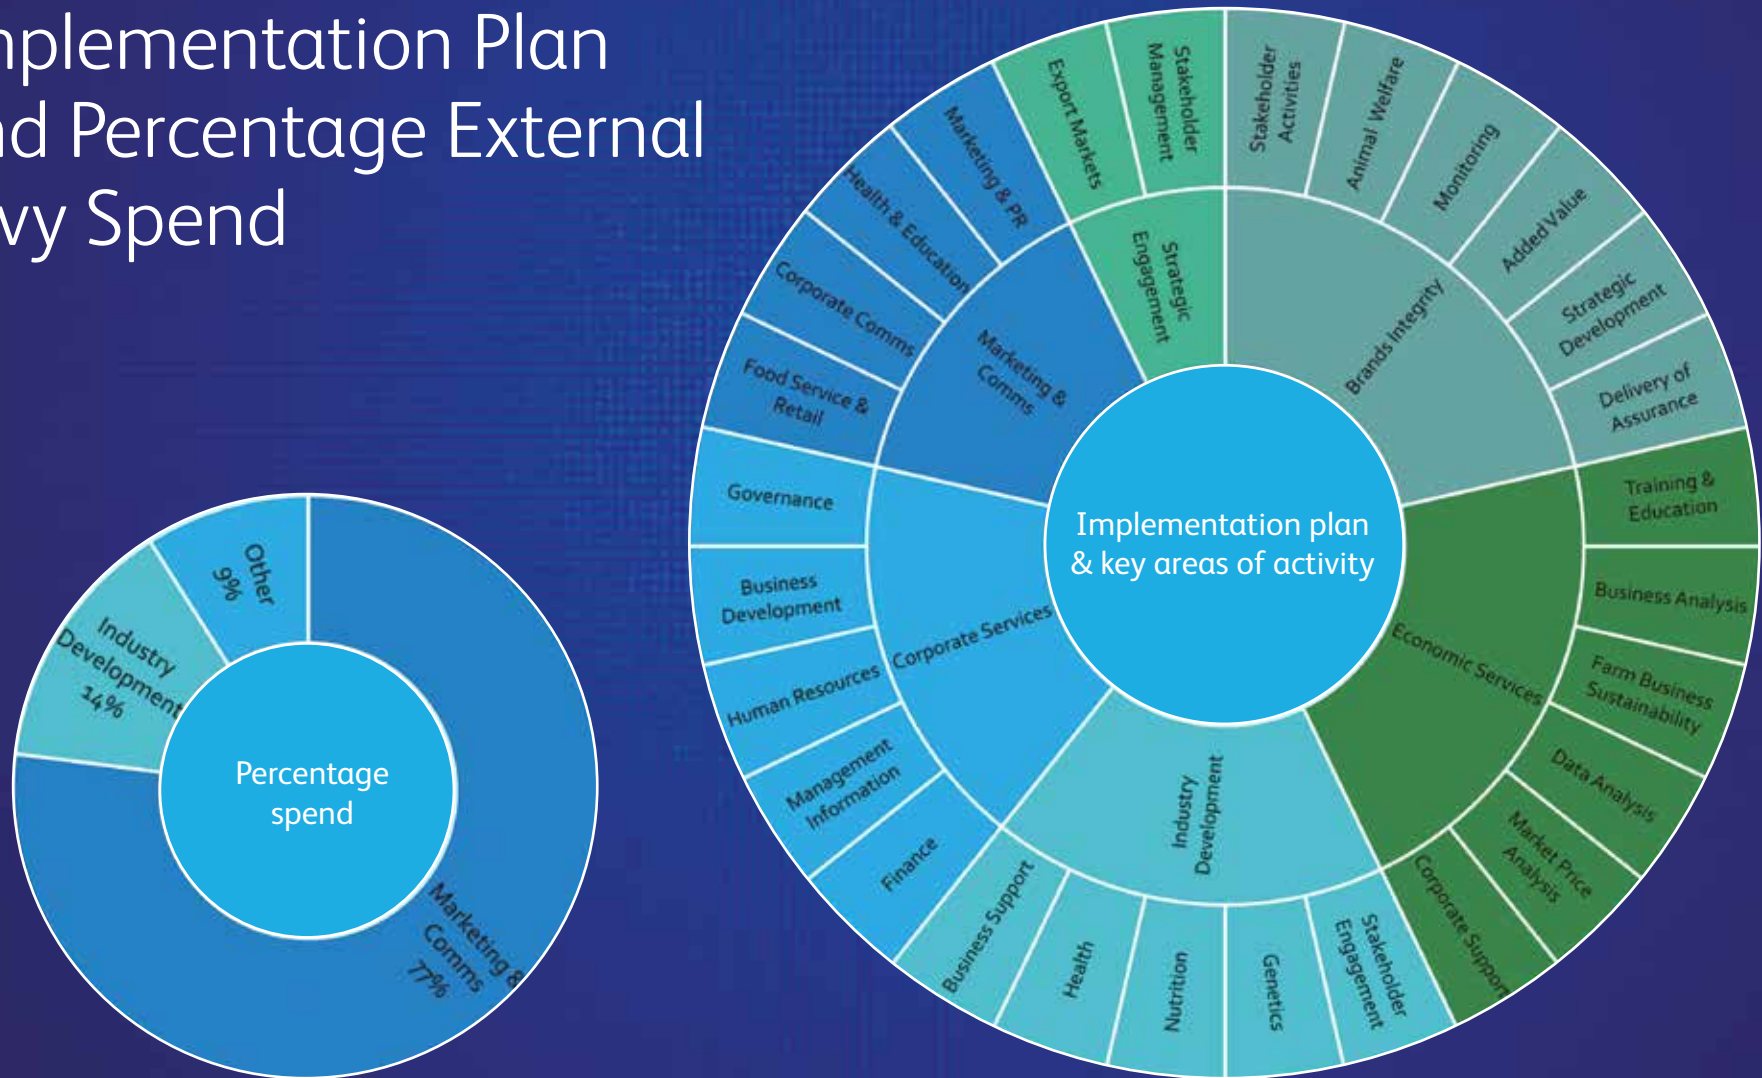 mplementation Plan
nd Percentage External
vy Spend
Other
9%
Industry
Development
14%
Percentage
spend
Marketing &
Comms
77%
Implementation plan
& key areas of activity
Strategic
Engagement
Export Markets
Stakeholder
Management
Brands Integrity
Stakeholder
Activities
Animal Welfare
Monitoring
Added Value
Strategic
Development
Delivery of
Assurance
Economic Services
Training &
Education
Business Analysis
Farm Business
Sustainability
Data Analysis
Market Price
Analysis
Corporate Support
Industry
Development
Stakeholder
Engagement
Genetics
Nutrition
Health
Business Support
Corporate Services
Finance
Management
Information
Human Resources
Business
Development
Governance
Marketing &
Comms
Food Service &
Retail
Corporate Comms
Health & Education
Marketing & PR